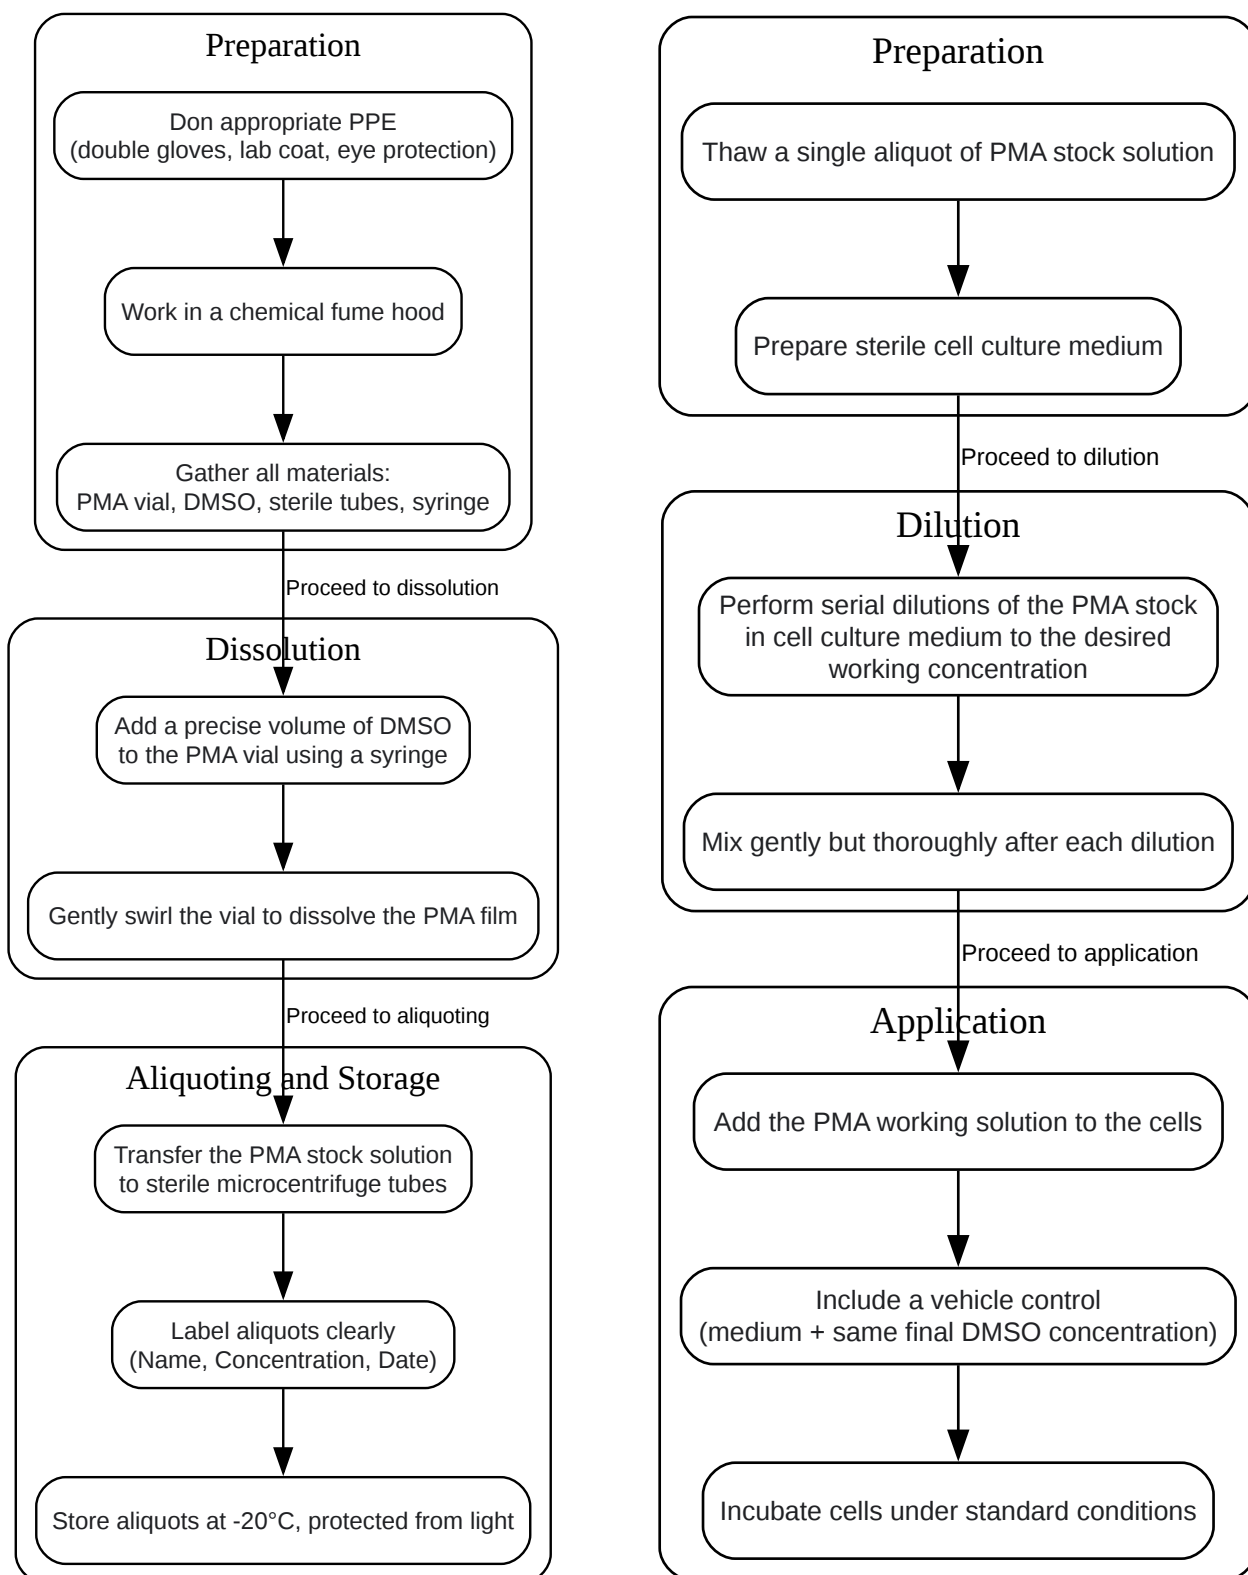 Preparation
Don appropriate PPE
(double gloves, lab coat, eye protection)
Work in a chemical fume hood
Gather all materials:
PMA vial, DMSO, sterile tubes, syringe
Proceed to dissolution
Dissolution
Add a precise volume of DMSO
to the PMA vial using a syringe
Gently swirl the vial to dissolve the PMA film
Proceed to aliquoting
Aliquoting and Storage
Transfer the PMA stock solution
to sterile microcentrifuge tubes
Label aliquots clearly
(Name, Concentration, Date)
Store aliquots at -20°C, protected from light
Preparation
Thaw a single aliquot of PMA stock solution
Prepare sterile cell culture medium
Proceed to dilution
Dilution
Perform serial dilutions of the PMA stock
in cell culture medium to the desired
working concentration
Mix gently but thoroughly after each dilution
Proceed to application
Application
Add the PMA working solution to the cells
Include a vehicle control
(medium + same final DMSO concentration)
Incubate cells under standard conditions